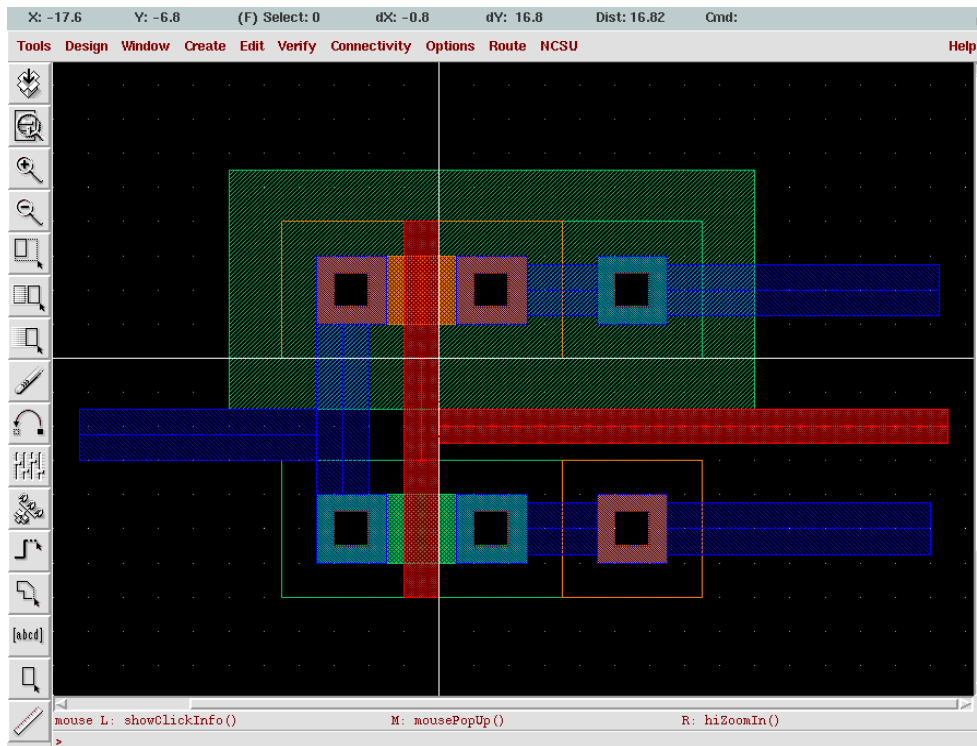 X: -17.6 Y: -6.8 (F) Select: 0 dX: -0.8 dY: 16.8 Dist: 16.82 Cmd:
Tools Design Window Create Edit Verify Connectivity Options Route NCSU Help
[abcd]
mouse L: showClickInfo() M: mousePopUp() R: hiZoomIn()
>